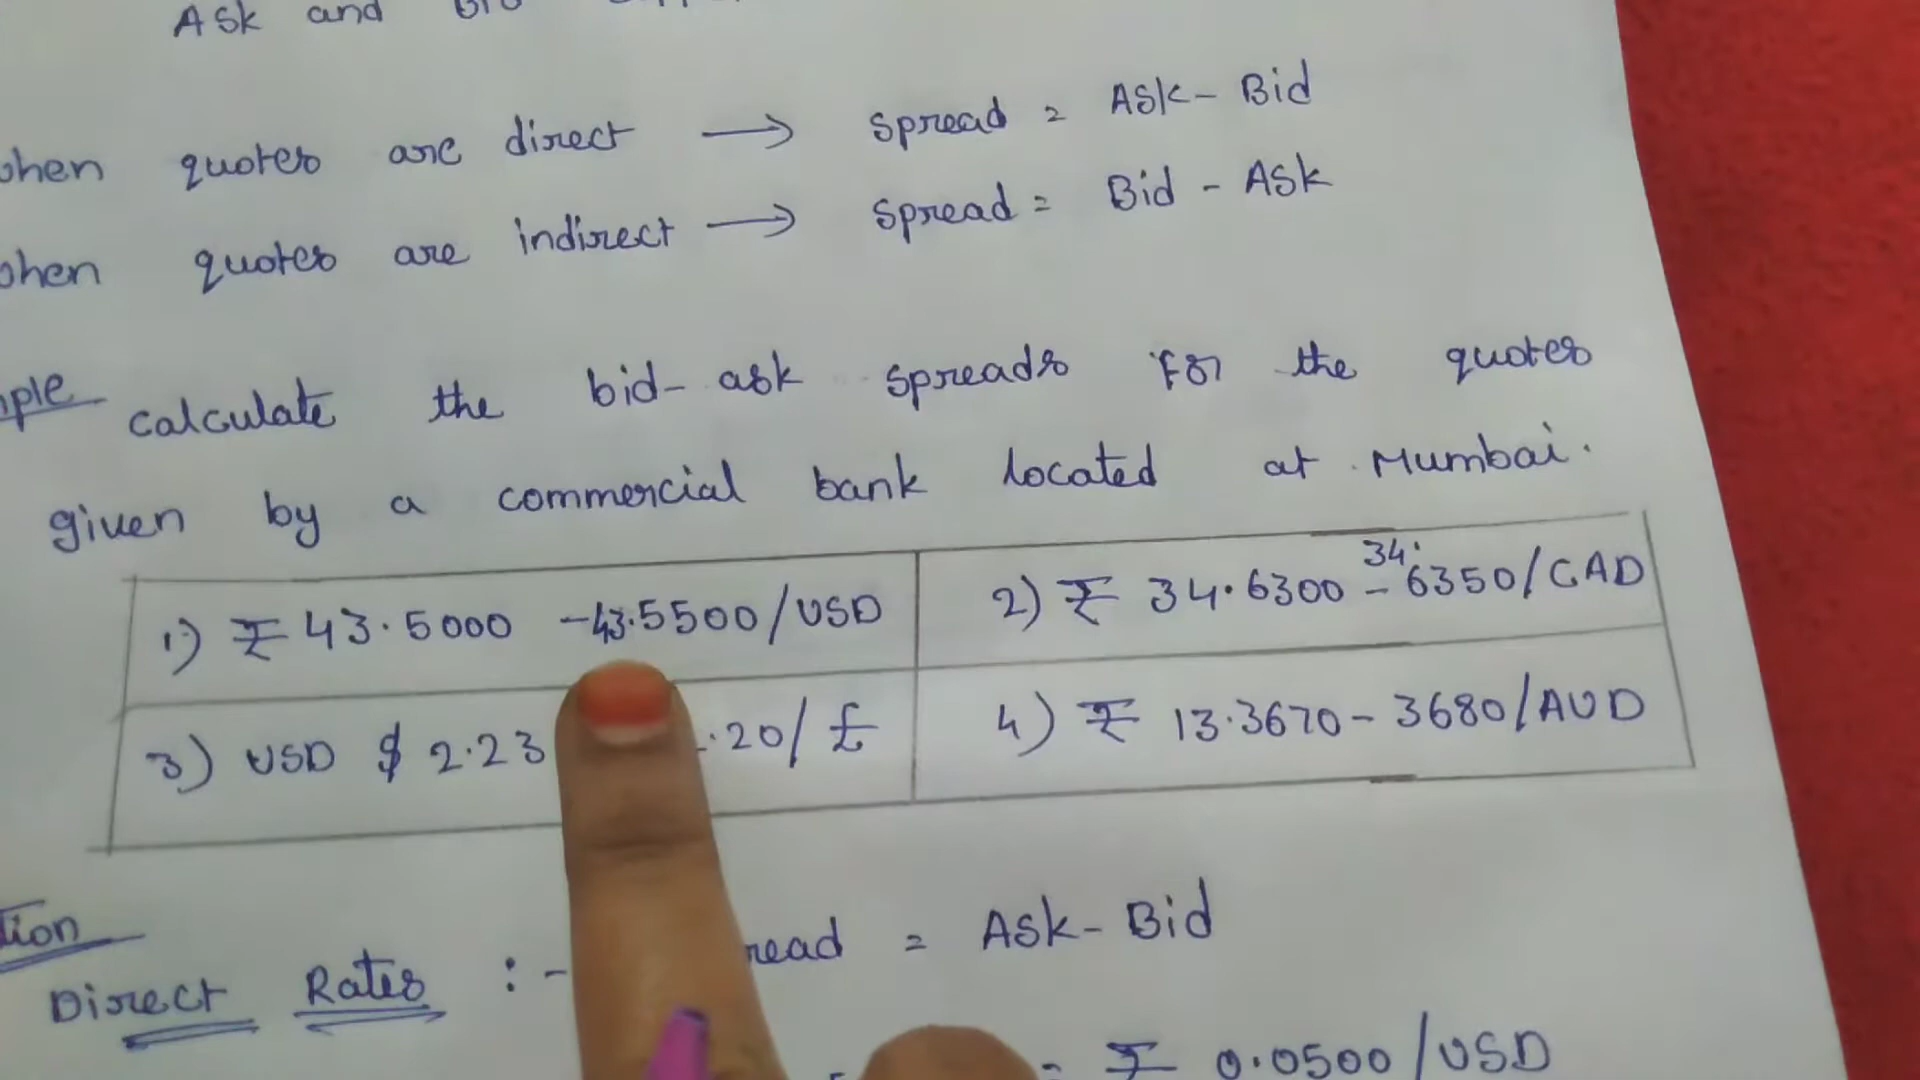 Ask and
when quotes are direct → spread = Ask - Bid
when quotes are indirect → spread = Bid - Ask
calculate the bid-ask spreads for the quotes
given by a commercial bank located at Mumbai.
1) ₹ 43.5000 - 43.5500/USD
2) ₹ 34.6300 - 34.6350/CAD
3) USD $ 2.23 .20/£
4) ₹ 13.3670 - 3680/AUD
Direct Rates :- = Ask - Bid
= ₹ 0.0500/USD